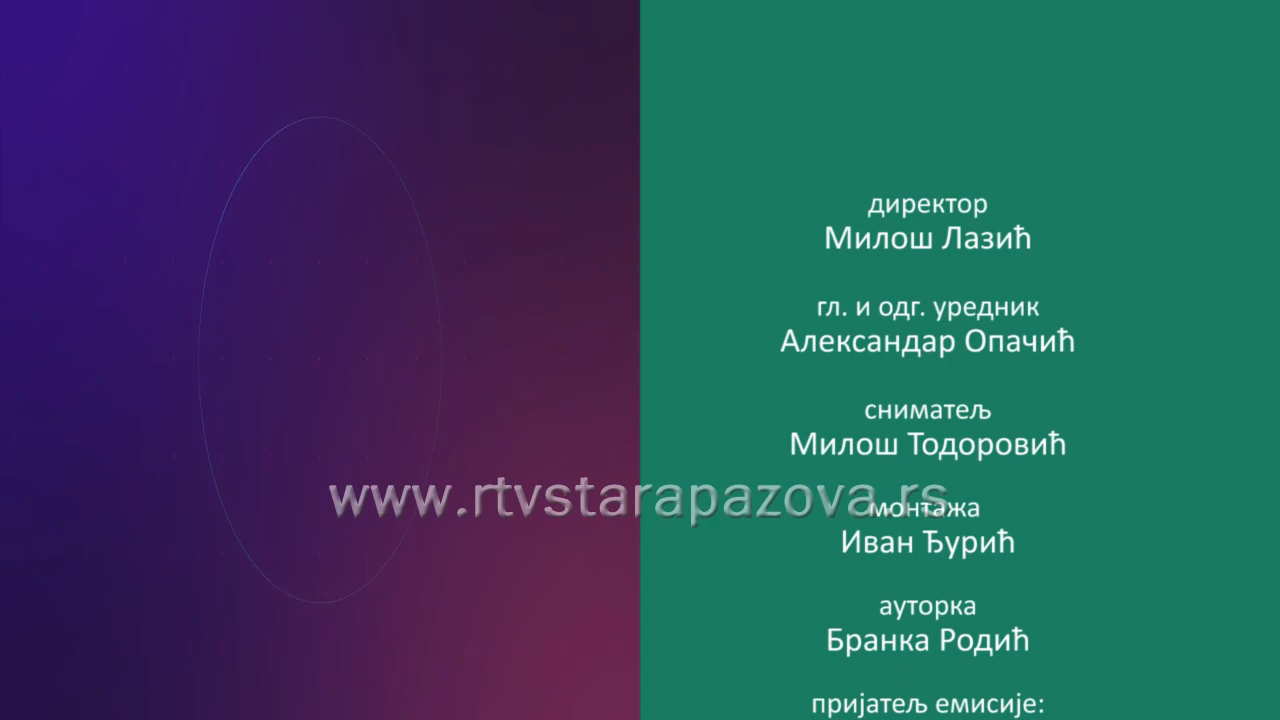 директор
Милош Лазић
гл. и одг. уредник
Александар Опачић
сниматељ
Милош Тодоровић
www.rtvstarapazova.rs
монтажа
Иван Ђурић
ауторка
Бранка Родић
пријатељ емисије: